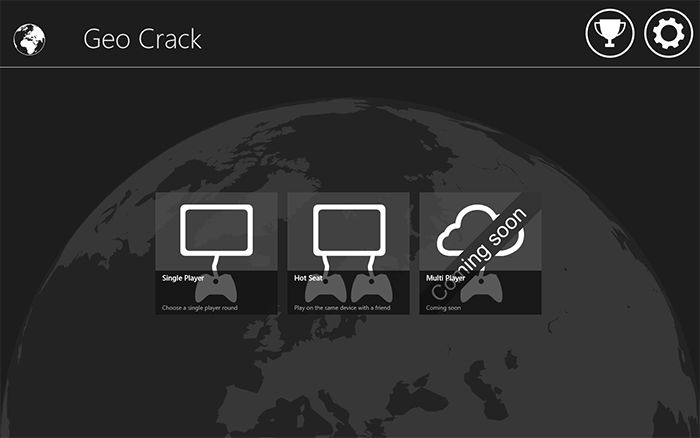 Geo Crack
Single Player
Choose a single player round
Hot Seat
Play on the same device with a friend
Coming soon
Multi Player
Coming soon